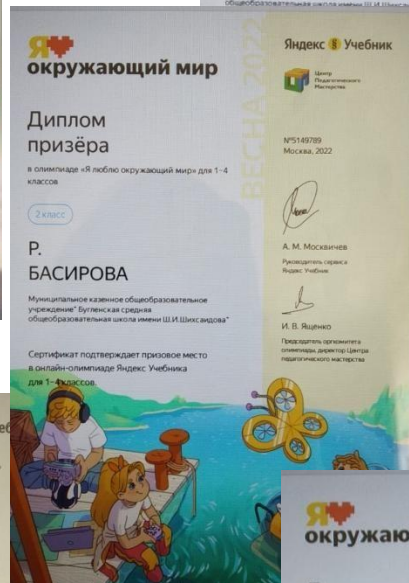 общеобразовательная школа имени Ш.И.
Я
окружающий мир
Диплом
призёра
в олимпиаде «Я люблю окружающий мир» для 1–4
классов
2 класс
Р.
БАСИРОВА
Муниципальное казенное общеобразовательное
учреждение" Бугленская средняя
общеобразовательная школа имени Ш.И.Шихсаидова"
Сертификат подтверждает призовое место
в онлайн-олимпиаде Яндекс Учебника
для 1–4 классов.
ВЕСНА 2022
Яндекс Учебник
Центр
Педагогического
Мастерства
№5149789
Москва, 2022
А. М. Москвичев
Руководитель сервиса
Яндекс Учебник
И. В. Ященко
Председатель оргкомитета
олимпиады, директор Центра
педагогического мастерства
Я
окружаю